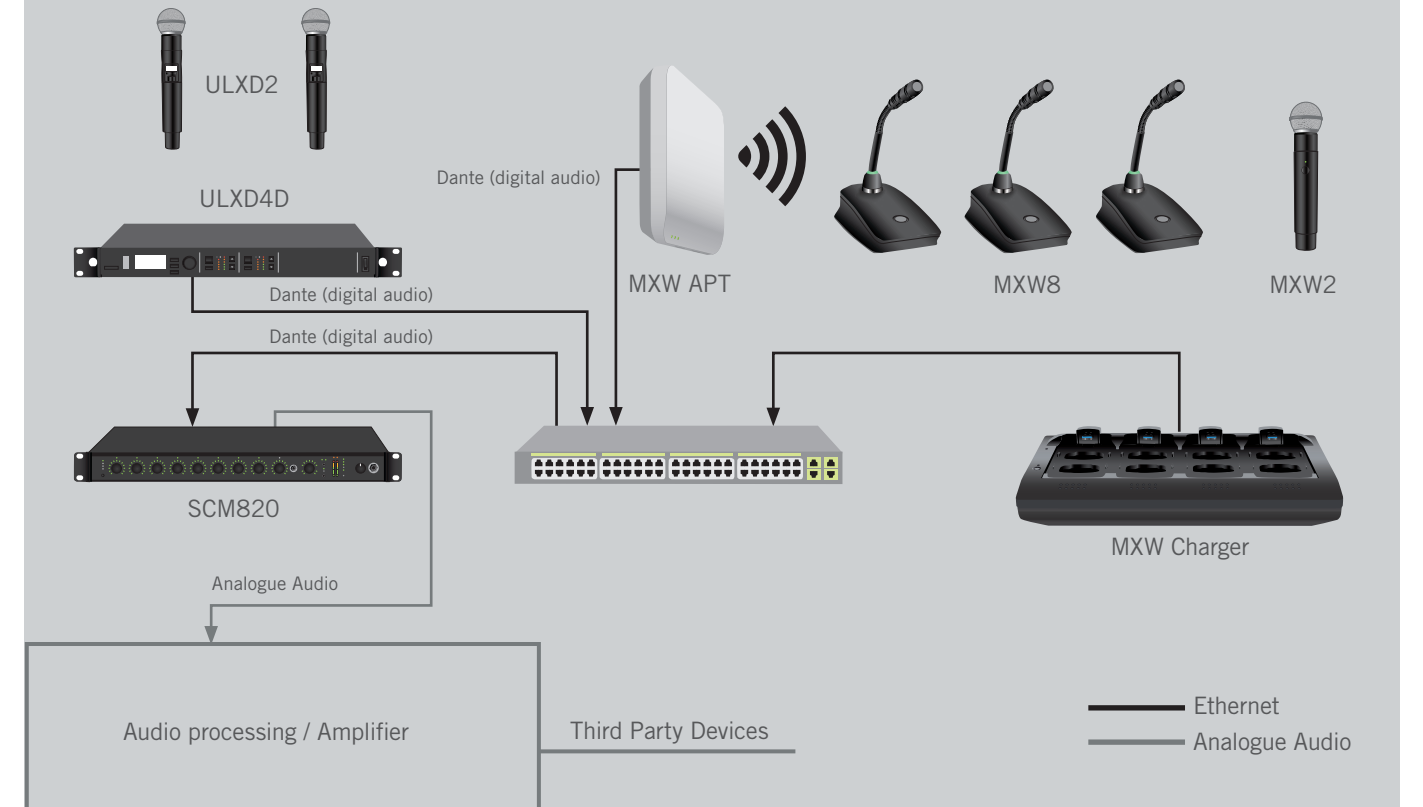 ULXD2
ULXD4D
Dante (digital audio)
MXW APT
MXW8
MXW2
Dante (digital audio)
Dante (digital audio)
SCM820
MXW Charger
Analogue Audio
Audio processing / Amplifier
Third Party Devices
Ethernet
Analogue Audio